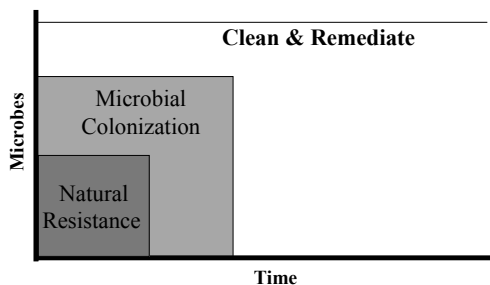 Clean & Remediate
Microbial
Colonization
Natural
Resistance
Microbes
Time